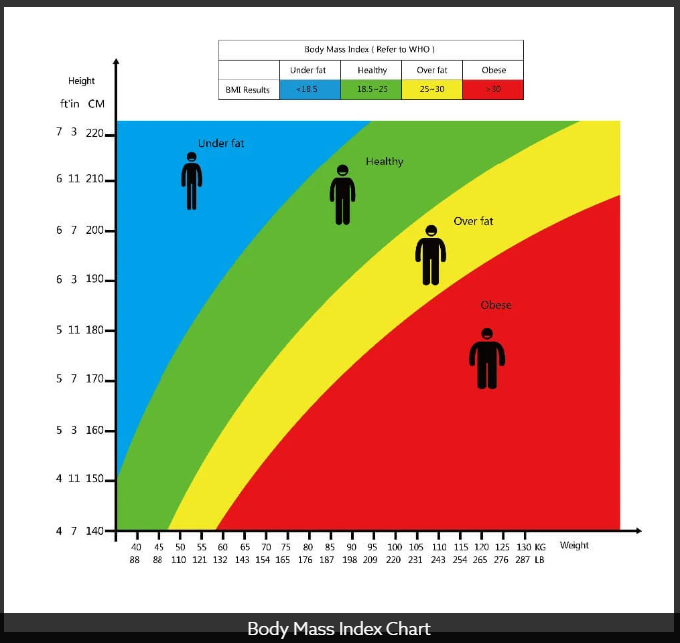 Body Mass Index ( Refer to WHO )
Under fat Healthy Over fat Obese
BMI Results <18.5 18.5~25 25~30 >30
Height
ft'in CM
7 3 220
Under fat
Healthy
6 11 210
6 7 200
Over fat
6 3 190
Obese
5 11 180
5 7 170
5 3 160
4 11 150
4 7 140
40 45 50 55 60 65 70 75 80 85 90 95 100 105 110 115 120 125 130 KG Weight
88 88 110 121 132 143 154 165 176 187 198 209 220 231 243 254 265 276 287 LB
Body Mass Index Chart